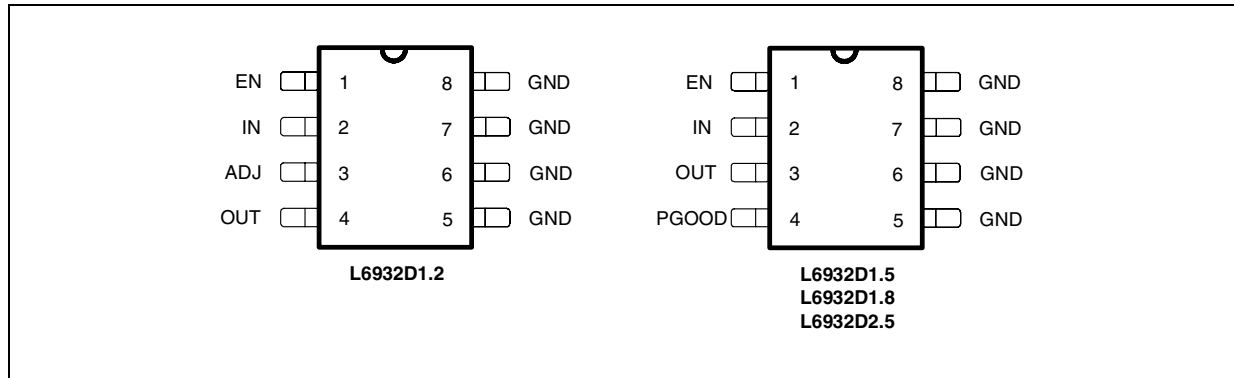 EN 1 8 GND
IN 2 7 GND
ADJ 3 6 GND
OUT 4 5 GND
L6932D1.2
EN 1 8 GND
IN 2 7 GND
OUT 3 6 GND
PGOOD 4 5 GND
L6932D1.5
L6932D1.8
L6932D2.5